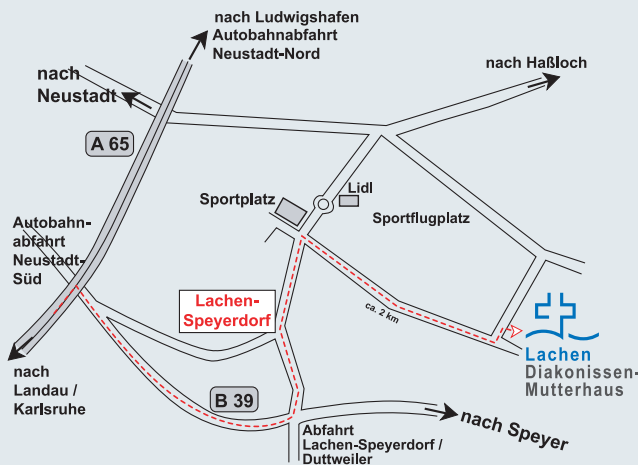 nach Ludwigshafen
Autobahnabfahrt
Neustadt-Nord
nach
Neustadt
nach Haßloch
A 65
Sportplatz
Lidl
Sportflugplatz
Autobahn-
abfahrt
Neustadt-
Süd
Lachen-
Speyerdorf
ca. 2 km
Lachen
Diakonissen-
Mutterhaus
nach
Landau /
Karlsruhe
B 39
nach Speyer
Abfahrt
Lachen-Speyerdorf /
Duttweiler